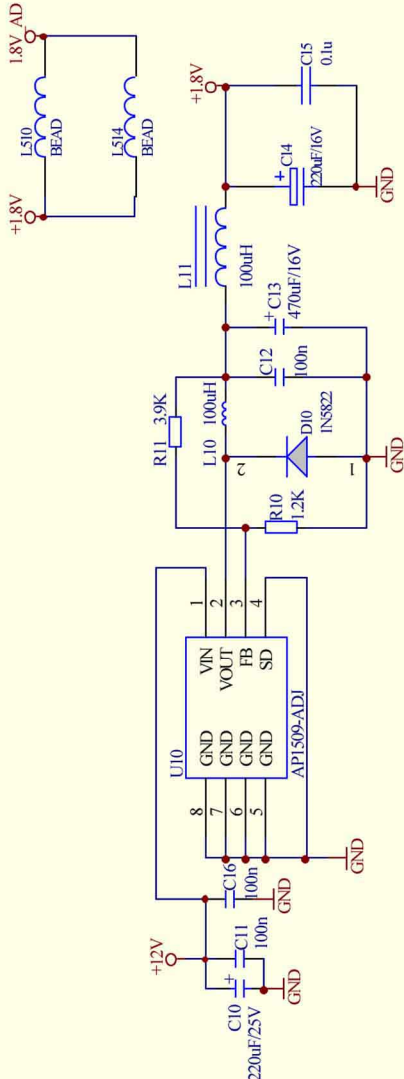 1.8V_AD
L510
BEAD
L514
BEAD
+1.8V
+1.8V
C15
0.1u
C14
+
220uF/16V
GND
L11
100uH
+
C13
470uF/16V
C12
100n
R11
3.9K
L10
100uH
2
D10
1N5822
1
GND
R10
1.2K
U10
1
2
3
4
VIN
VOUT
FB
SD
GND
GND
GND
GND
8
7
6
5
AP1509-ADJ
GND
C16
100n
GND
+12V
C11
100n
C10
+
220uF/25V
GND